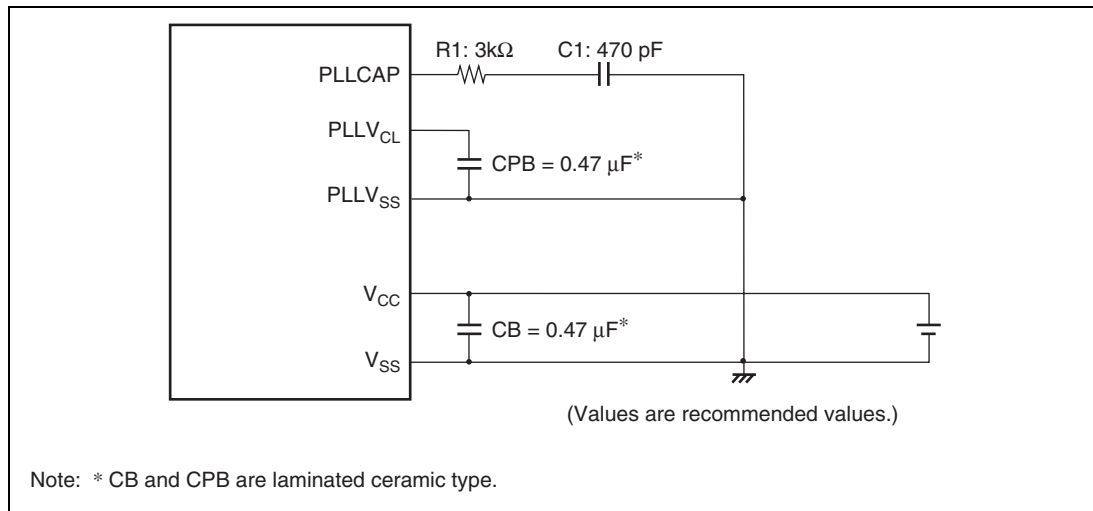 R1: 3kΩ C1: 470 pF
PLLCAP
PLLVCL
CPB = 0.47 μF*
PLLVSS
VCC
CB = 0.47 μF*
VSS
(Values are recommended values.)
Note: * CB and CPB are laminated ceramic type.